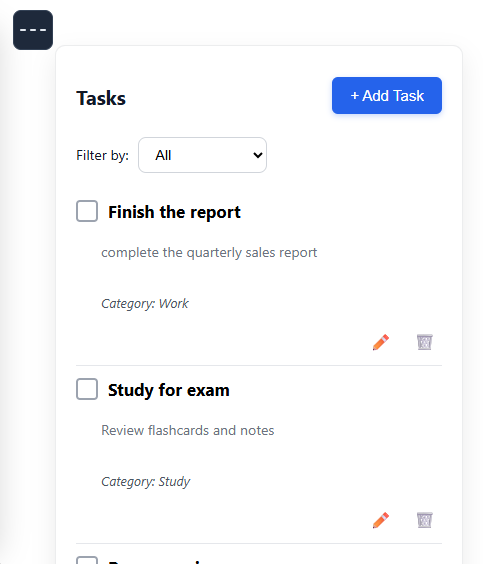 Tasks
+ Add Task
Filter by: All
Finish the report
complete the quarterly sales report
Category: Work
Study for exam
Review flashcards and notes
Category: Study